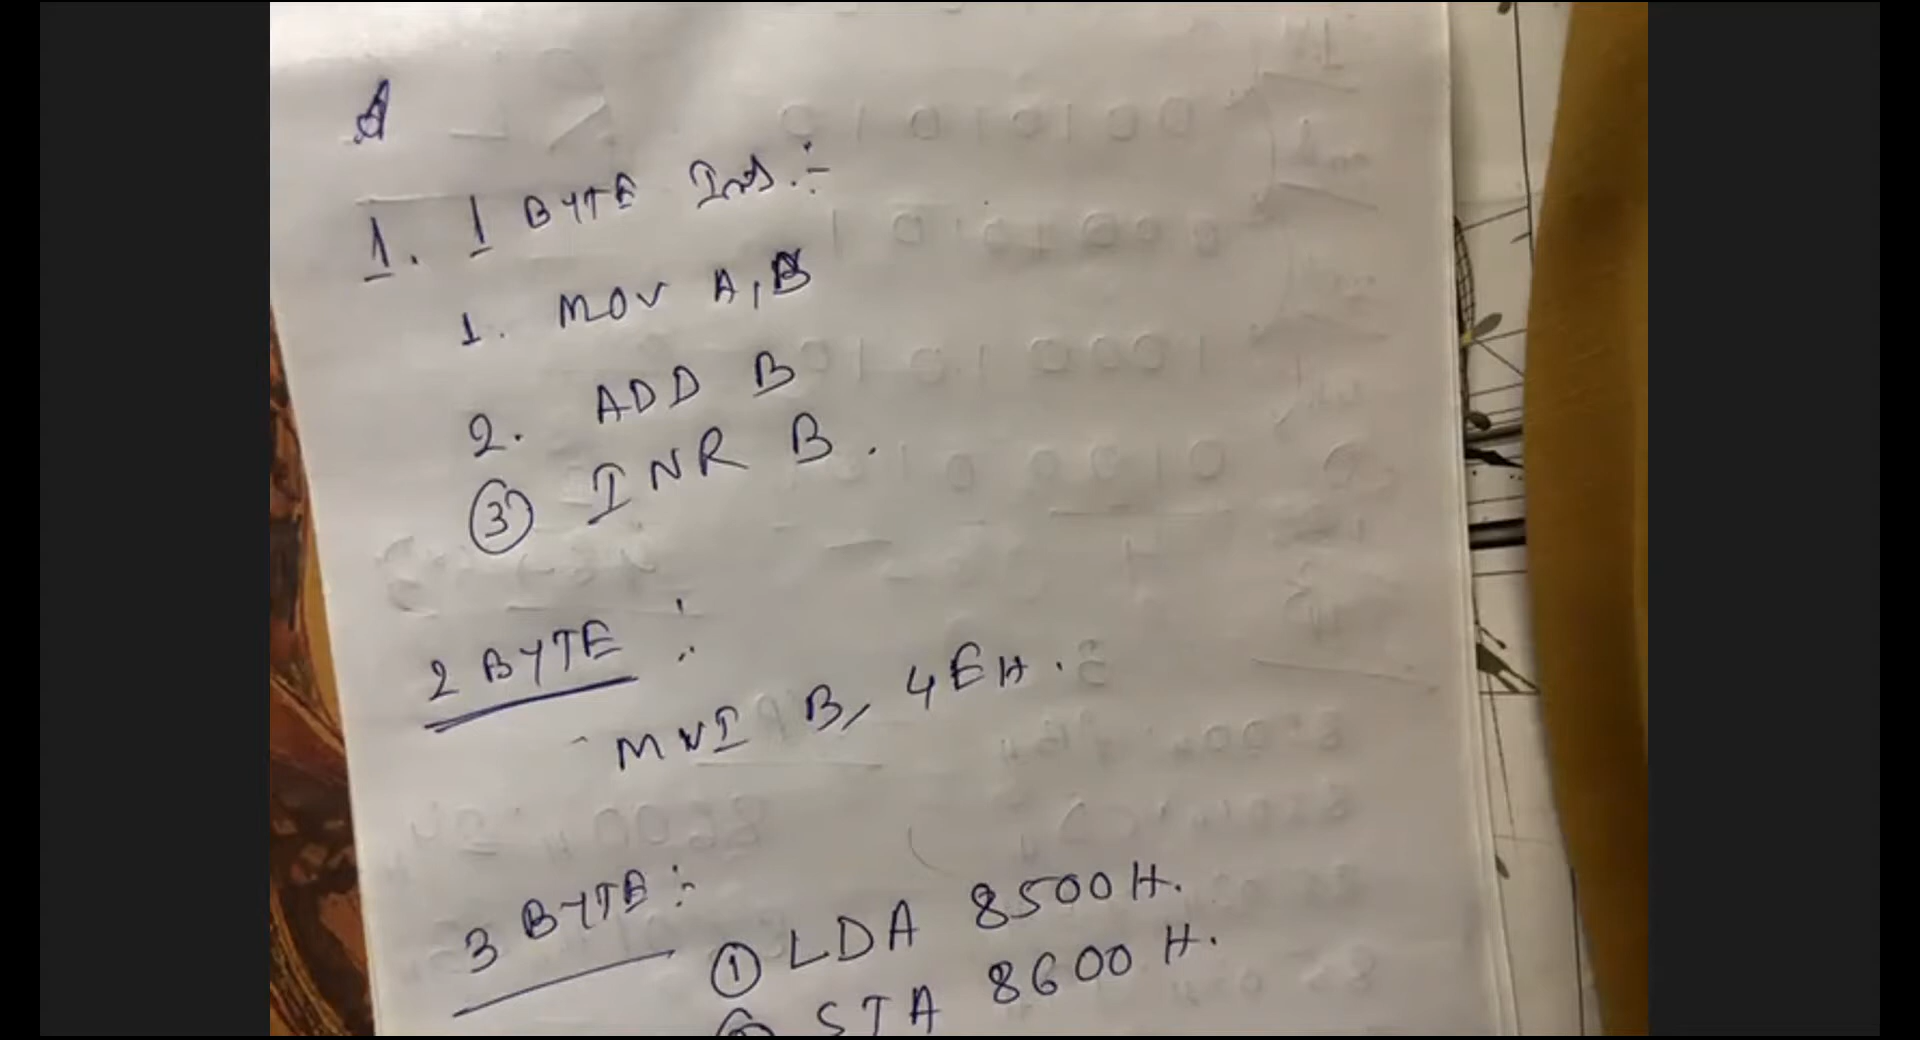 1. 1 BYTE Ins. :-
1. MOV A, B
2. ADD B
③ INR B.
2 BYTE :
MVI B, 4EH.
3 BYTE :-
① LDA 8500 H.
STA 8600 H.